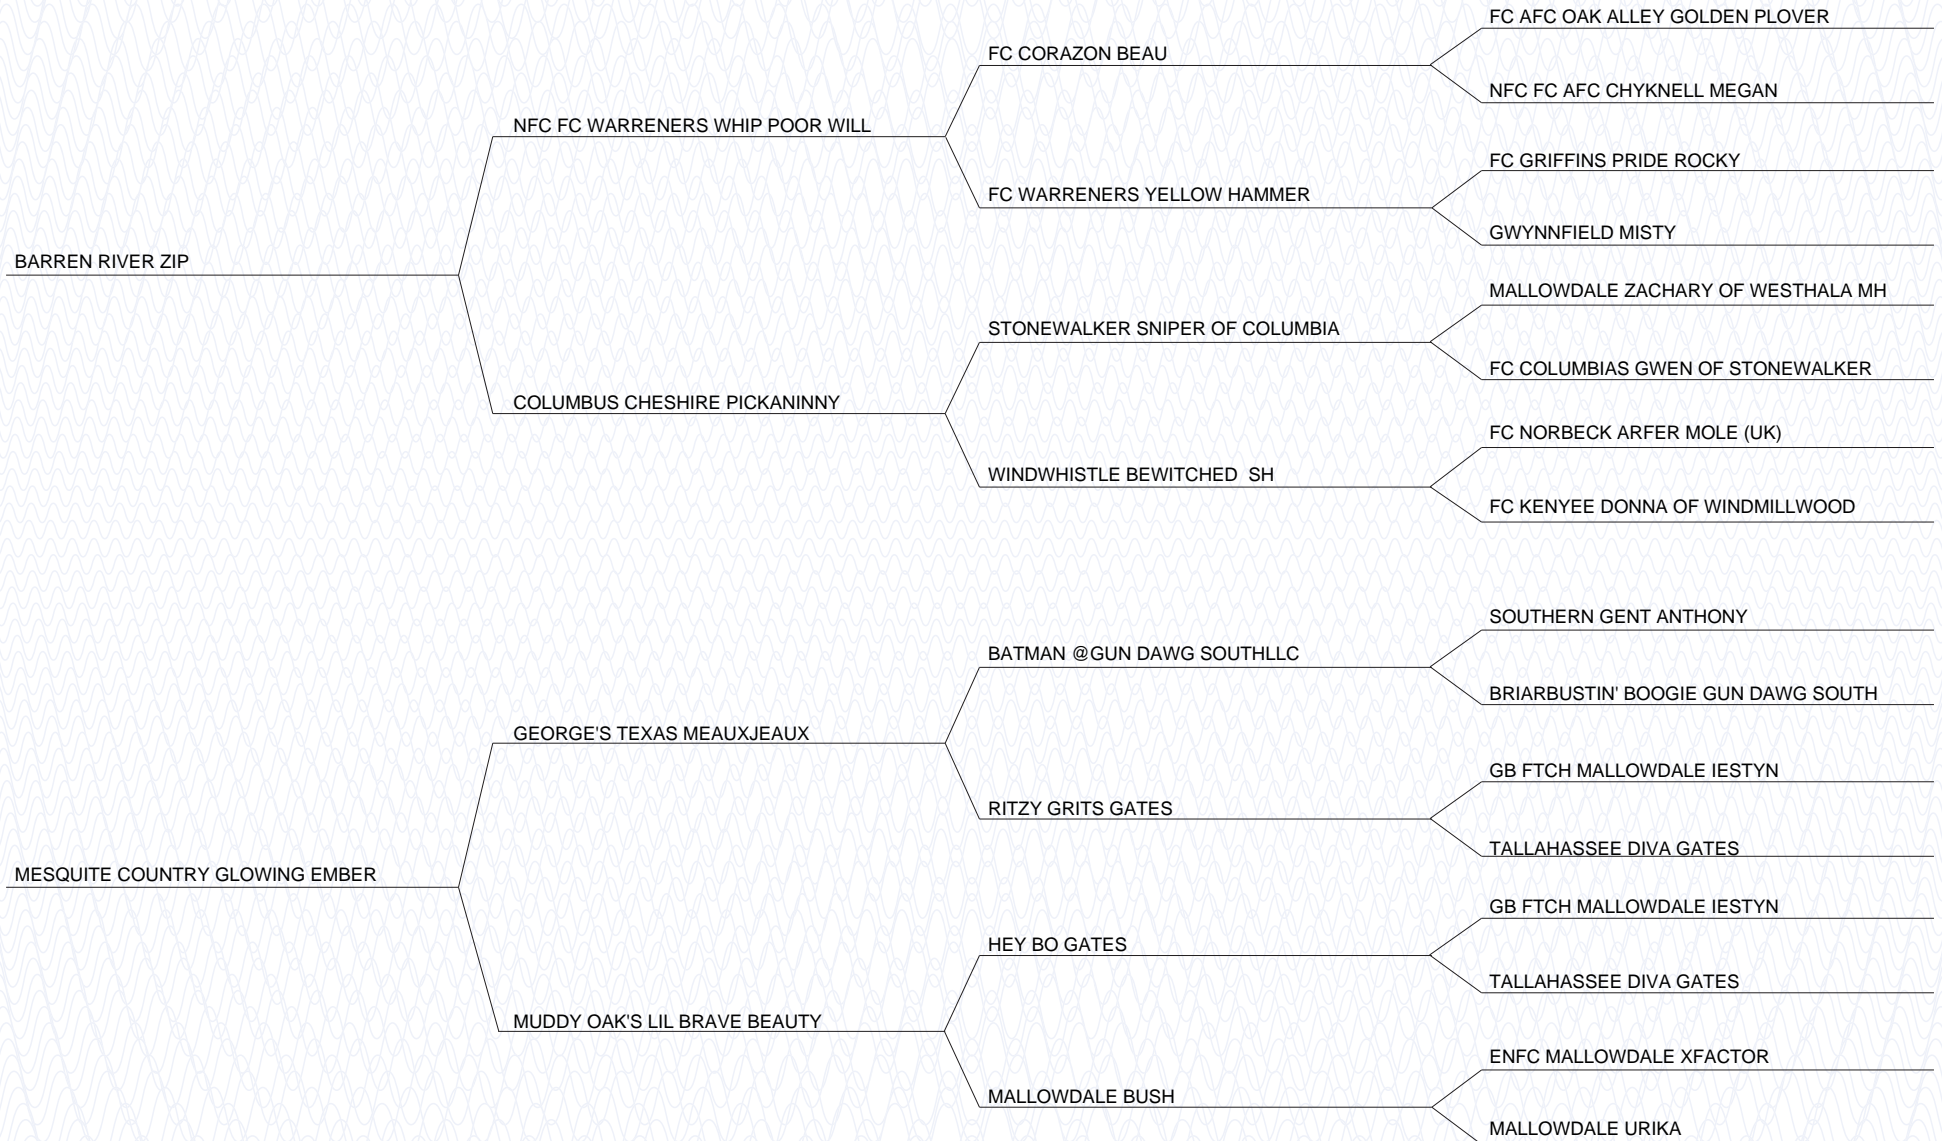 FC AFC OAK ALLEY GOLDEN PLOVER
FC CORAZON BEAU
NFC FC AFC CHYKNELL MEGAN
NFC FC WARRENERS WHIP POOR WILL
FC GRIFFINS PRIDE ROCKY
FC WARRENERS YELLOW HAMMER
GWYNNFIELD MISTY
BARREN RIVER ZIP
MALLOWDALE ZACHARY OF WESTHALA MH
STONEWALKER SNIPER OF COLUMBIA
FC COLUMBIAS GWEN OF STONEWALKER
COLUMBUS CHESHIRE PICKANINNY
FC NORBECK ARFER MOLE (UK)
WINDWHISTLE BEWITCHED SH
FC KENYEE DONNA OF WINDMILLWOOD
SOUTHERN GENT ANTHONY
BATMAN @GUN DAWG SOUTHLLC
BRIARBUSTIN' BOOGIE GUN DAWG SOUTH
GEORGE'S TEXAS MEAUXJEAUX
GB FTCH MALLOWDALE IESTYN
RITZY GRITS GATES
TALLAHASSEE DIVA GATES
MESQUITE COUNTRY GLOWING EMBER
GB FTCH MALLOWDALE IESTYN
HEY BO GATES
TALLAHASSEE DIVA GATES
MUDDY OAK'S LIL BRAVE BEAUTY
ENFC MALLOWDALE XFACTOR
MALLOWDALE BUSH
MALLOWDALE URIKA